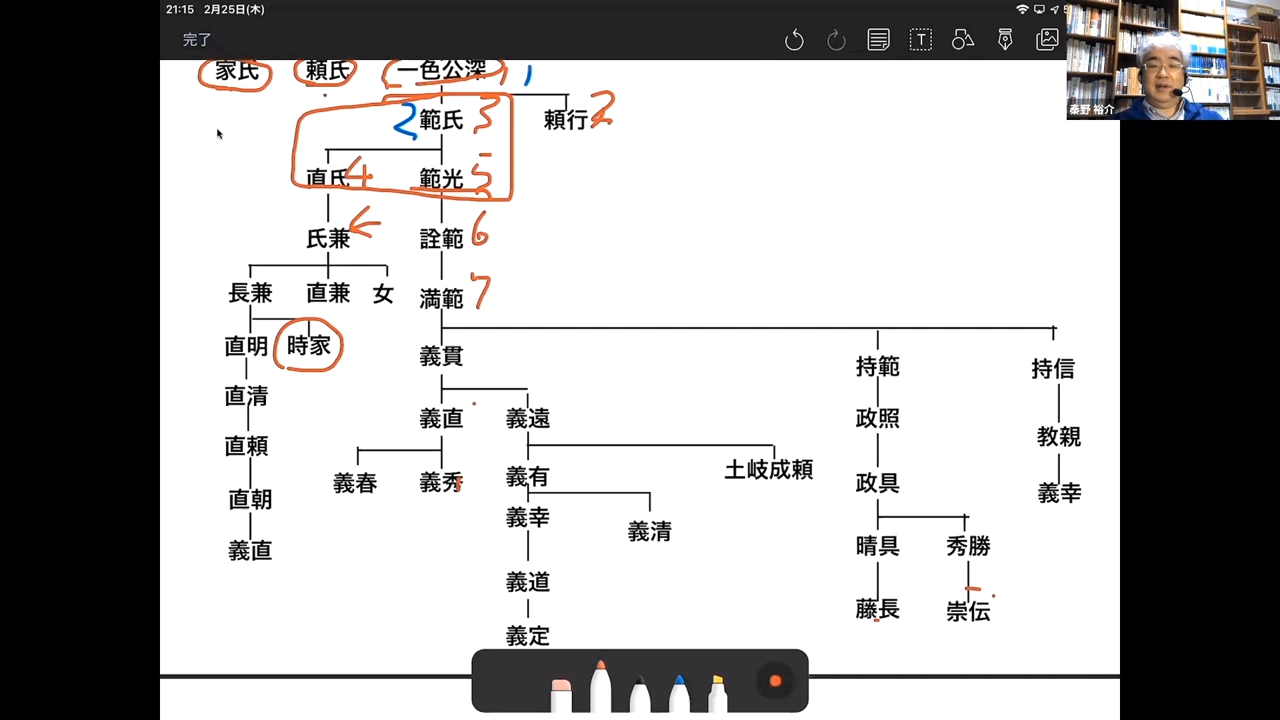 21:15 2月25日(木)
完了
T
秦野 裕介
家氏 頼氏 一色公深 1
2 範氏 3 頼行 2
直氏 4 範光 5
氏兼 詮範 6
長兼 直兼 女 満範 7
直明 時家 義貫 持範 持信
直清 義直 義遠 政照 教親
直頼 義春 義秀 義有 土岐成頼 政具 義幸
直朝 義幸 義清 晴具 秀勝
義直 義道 藤長 崇伝
義定